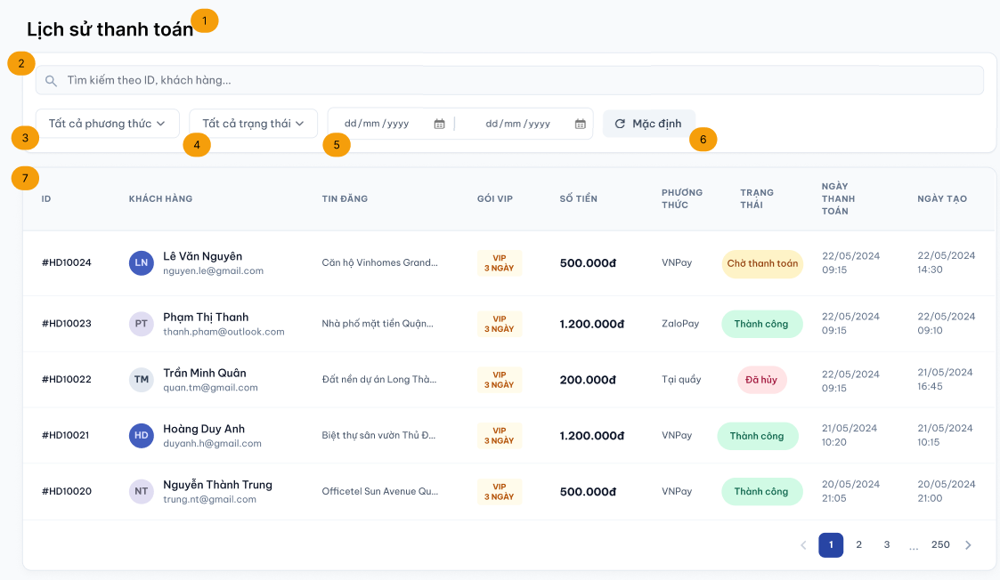 Lịch sử thanh toán
1
2
Tìm kiếm theo ID, khách hàng...
Tất cả phương thức
Tất cả trạng thái
dd/mm/yyyy
dd/mm/yyyy
Mặc định
3
4
5
6
7
ID
KHÁCH HÀNG
TIN ĐĂNG
GÓI VIP
SỐ TIỀN
PHƯƠNG
THỨC
TRẠNG
THÁI
NGÀY
THANH
TOÁN
NGÀY TẠO
#HD10024
LN
Lê Văn Nguyên
nguyen.le@gmail.com
Căn hộ Vinhomes Grand...
VIP
3 NGÀY
500.000đ
VNPay
Chờ thanh toán
22/05/2024
09:15
22/05/2024
14:30
#HD10023
PT
Phạm Thị Thanh
thanh.pham@outlook.com
Nhà phố mặt tiền Quận...
VIP
3 NGÀY
1.200.000đ
ZaloPay
Thành công
22/05/2024
09:15
22/05/2024
09:10
#HD10022
TM
Trần Minh Quân
quan.tm@gmail.com
Đất nền dự án Long Thà...
VIP
3 NGÀY
200.000đ
Tại quầy
Đã hủy
22/05/2024
09:15
21/05/2024
16:45
#HD10021
HD
Hoàng Duy Anh
duyanh.h@gmail.com
Biệt thự sân vườn Thủ Đ...
VIP
3 NGÀY
1.200.000đ
VNPay
Thành công
21/05/2024
10:20
21/05/2024
10:15
#HD10020
NT
Nguyễn Thành Trung
trung.nt@gmail.com
Officetel Sun Avenue Qu...
VIP
3 NGÀY
500.000đ
VNPay
Thành công
20/05/2024
21:05
20/05/2024
21:00
1 2 3 ... 250